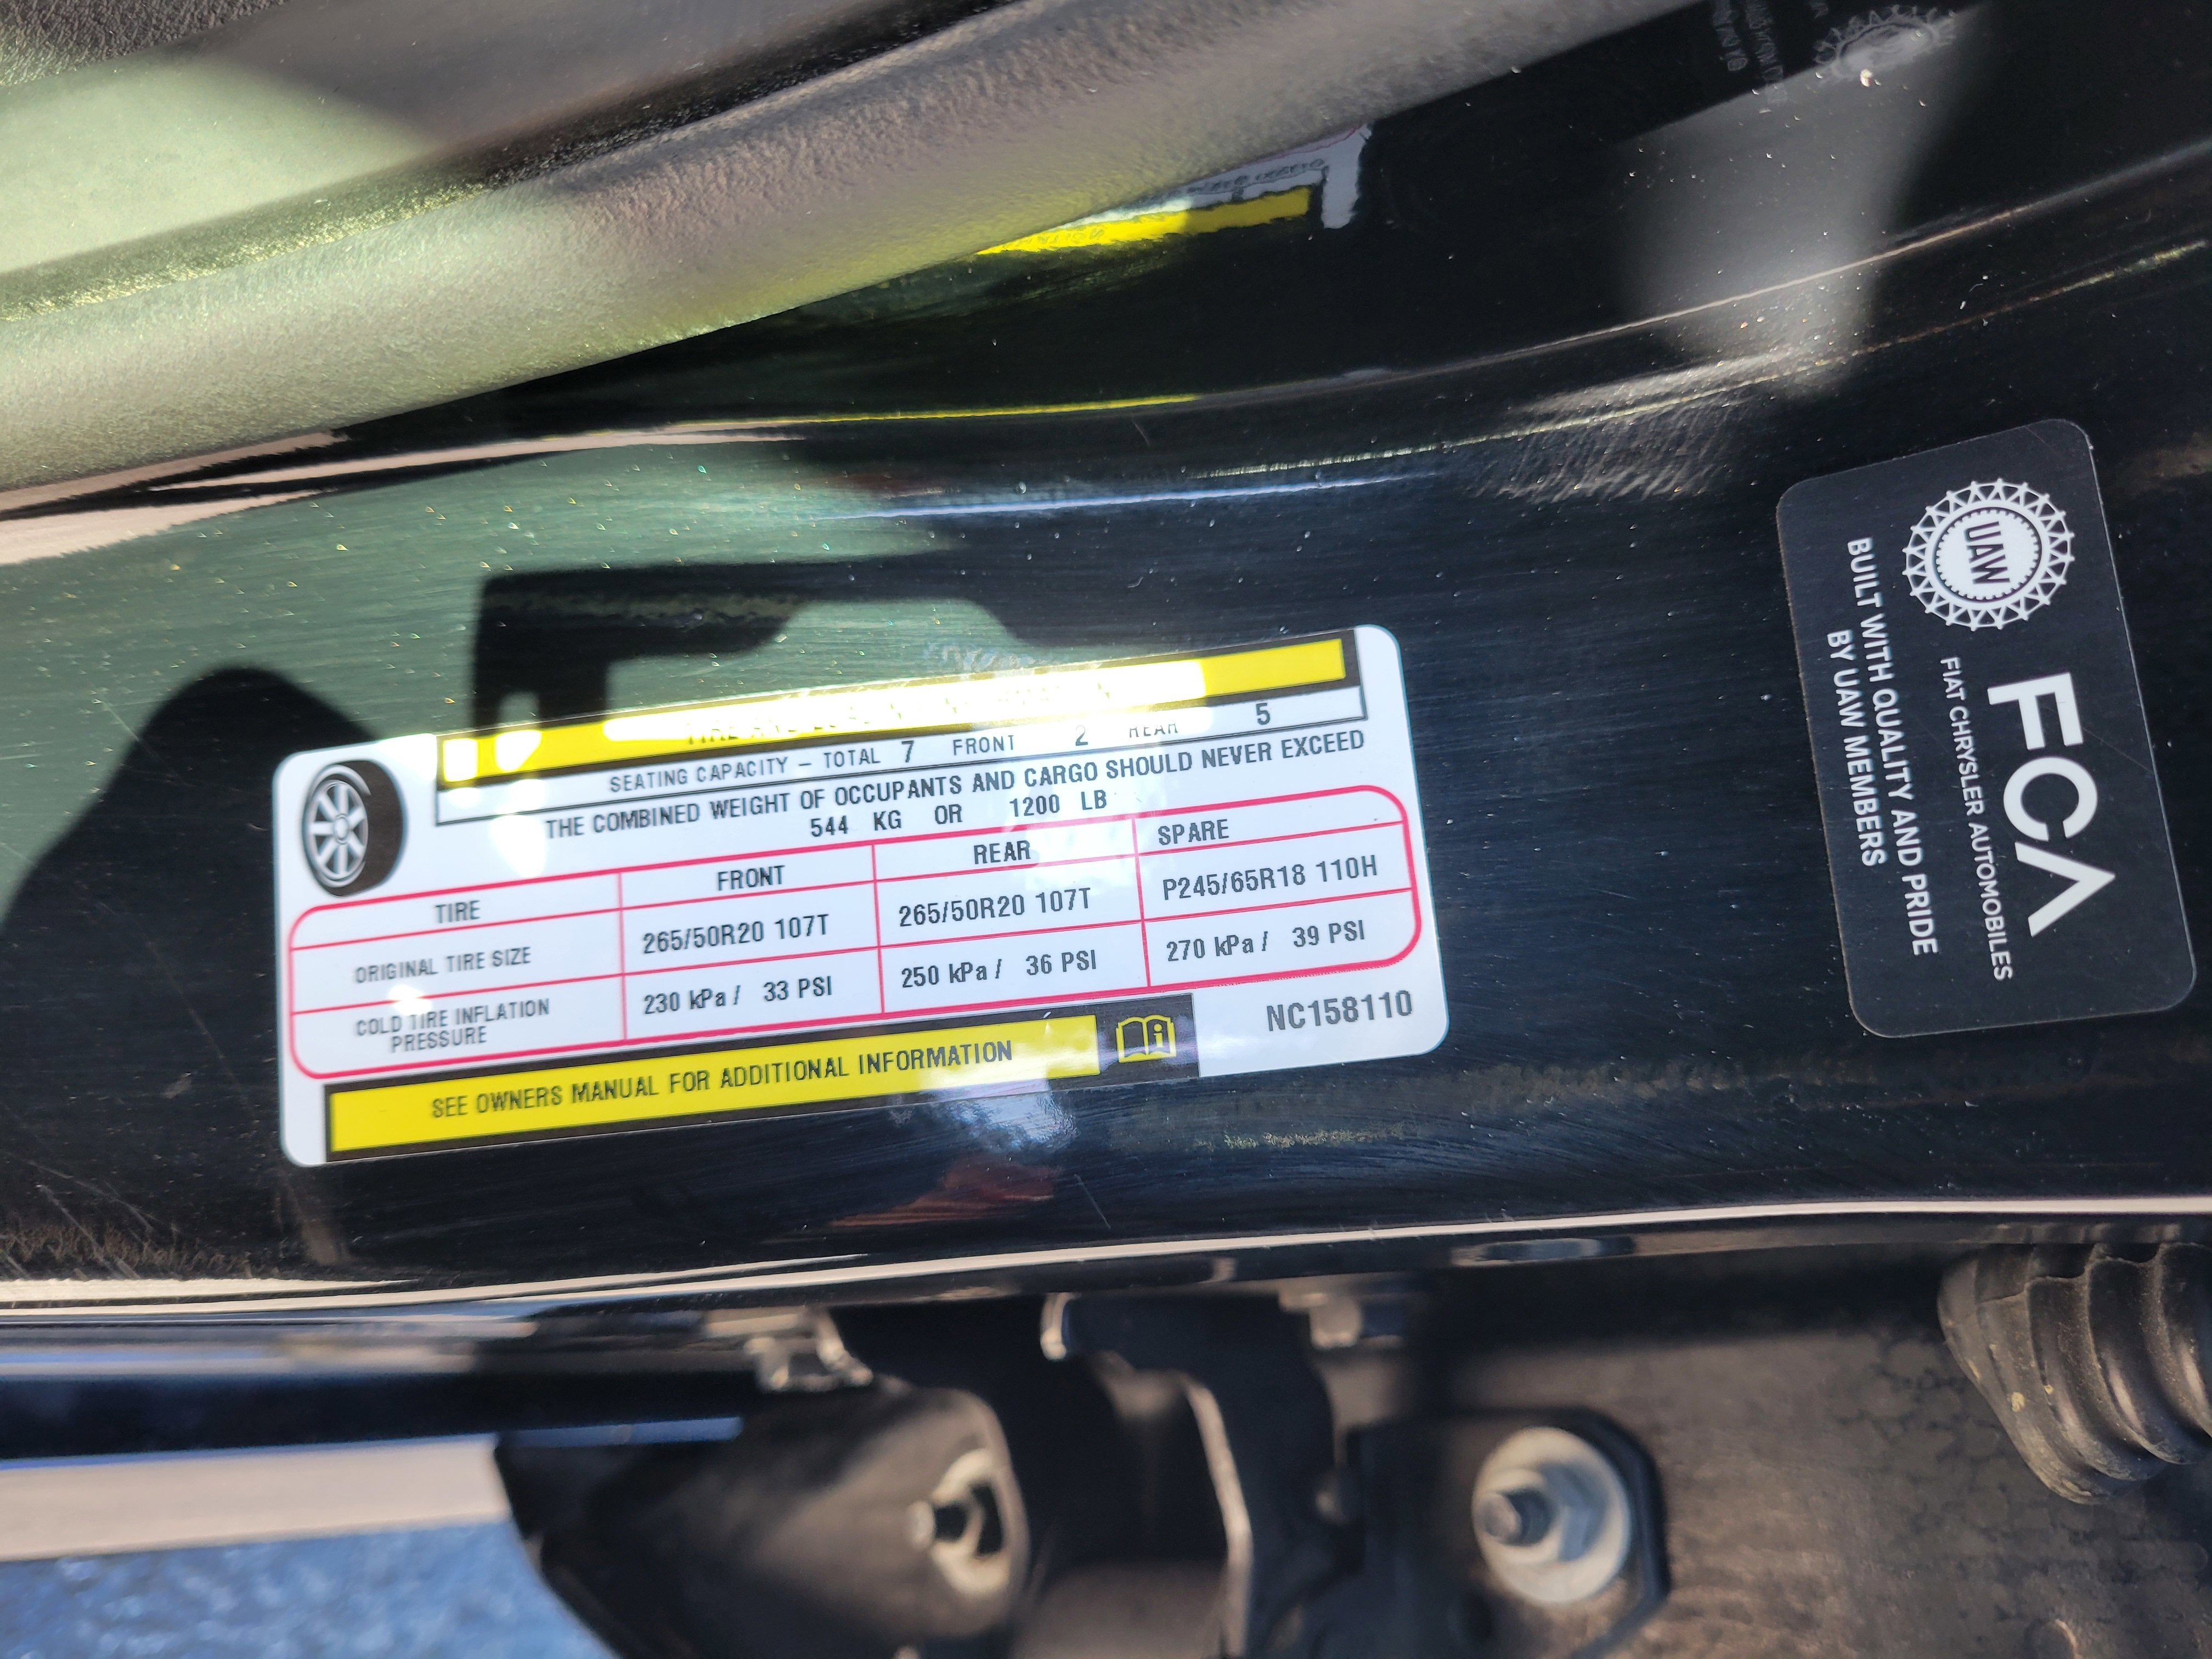 SEATING CAPACITY – TOTAL 7 FRONT 2 REAR 5
THE COMBINED WEIGHT OF OCCUPANTS AND CARGO SHOULD NEVER EXCEED
544 KG OR 1200 LB
TIRE FRONT REAR SPARE
ORIGINAL TIRE SIZE 265/50R20 107T 265/50R20 107T P245/65R18 110H
COLD TIRE INFLATION
PRESSURE 230 kPa / 33 PSI 250 kPa / 36 PSI 270 kPa / 39 PSI
SEE OWNERS MANUAL FOR ADDITIONAL INFORMATION
NC158110
UAW
FCA
FIAT CHRYSLER AUTOMOBILES
BUILT WITH QUALITY AND PRIDE
BY UAW MEMBERS